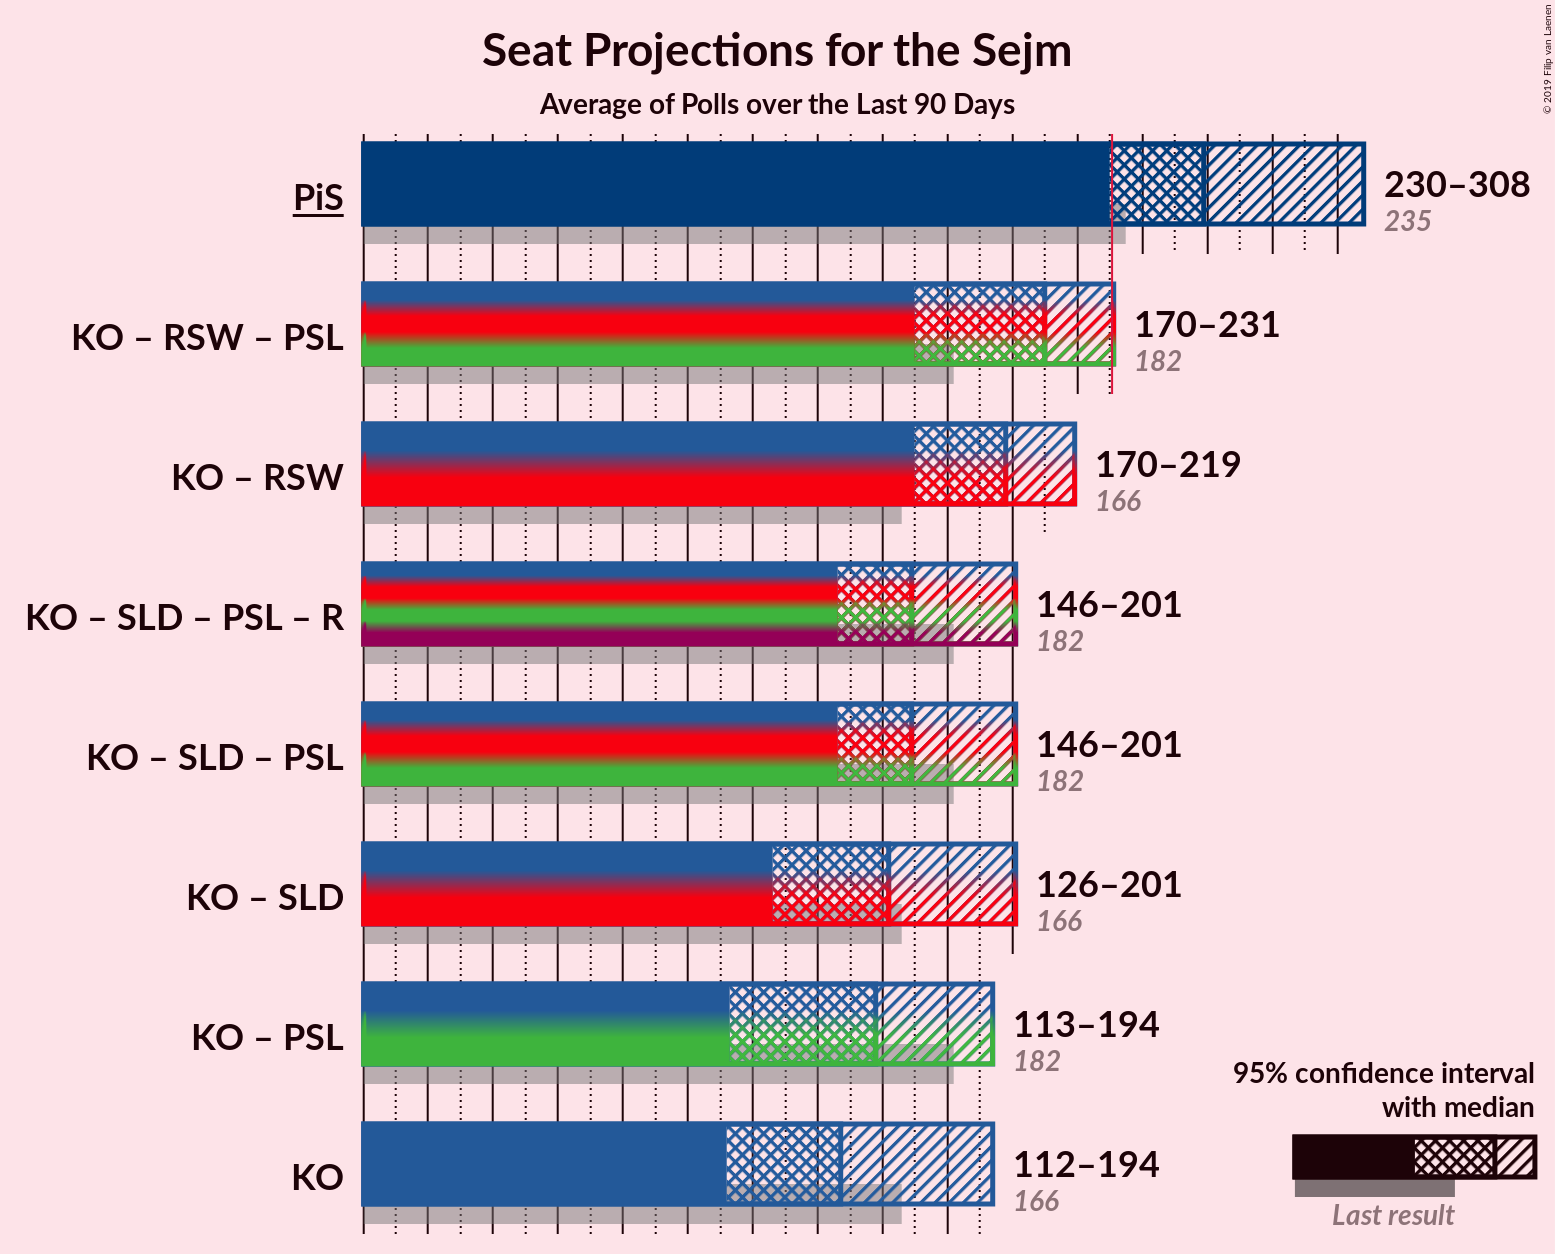 Seat Projections for the Sejm
Average of Polls over the Last 90 Days
© 2019 Filip van Laenen
PiS
230–308
235
KO – RSW – PSL
170–231
182
KO – RSW
170–219
166
KO – SLD – PSL – R
146–201
182
KO – SLD – PSL
146–201
182
KO – SLD
126–201
166
KO – PSL
113–194
182
KO
112–194
166
95% confidence interval
with median
Last result